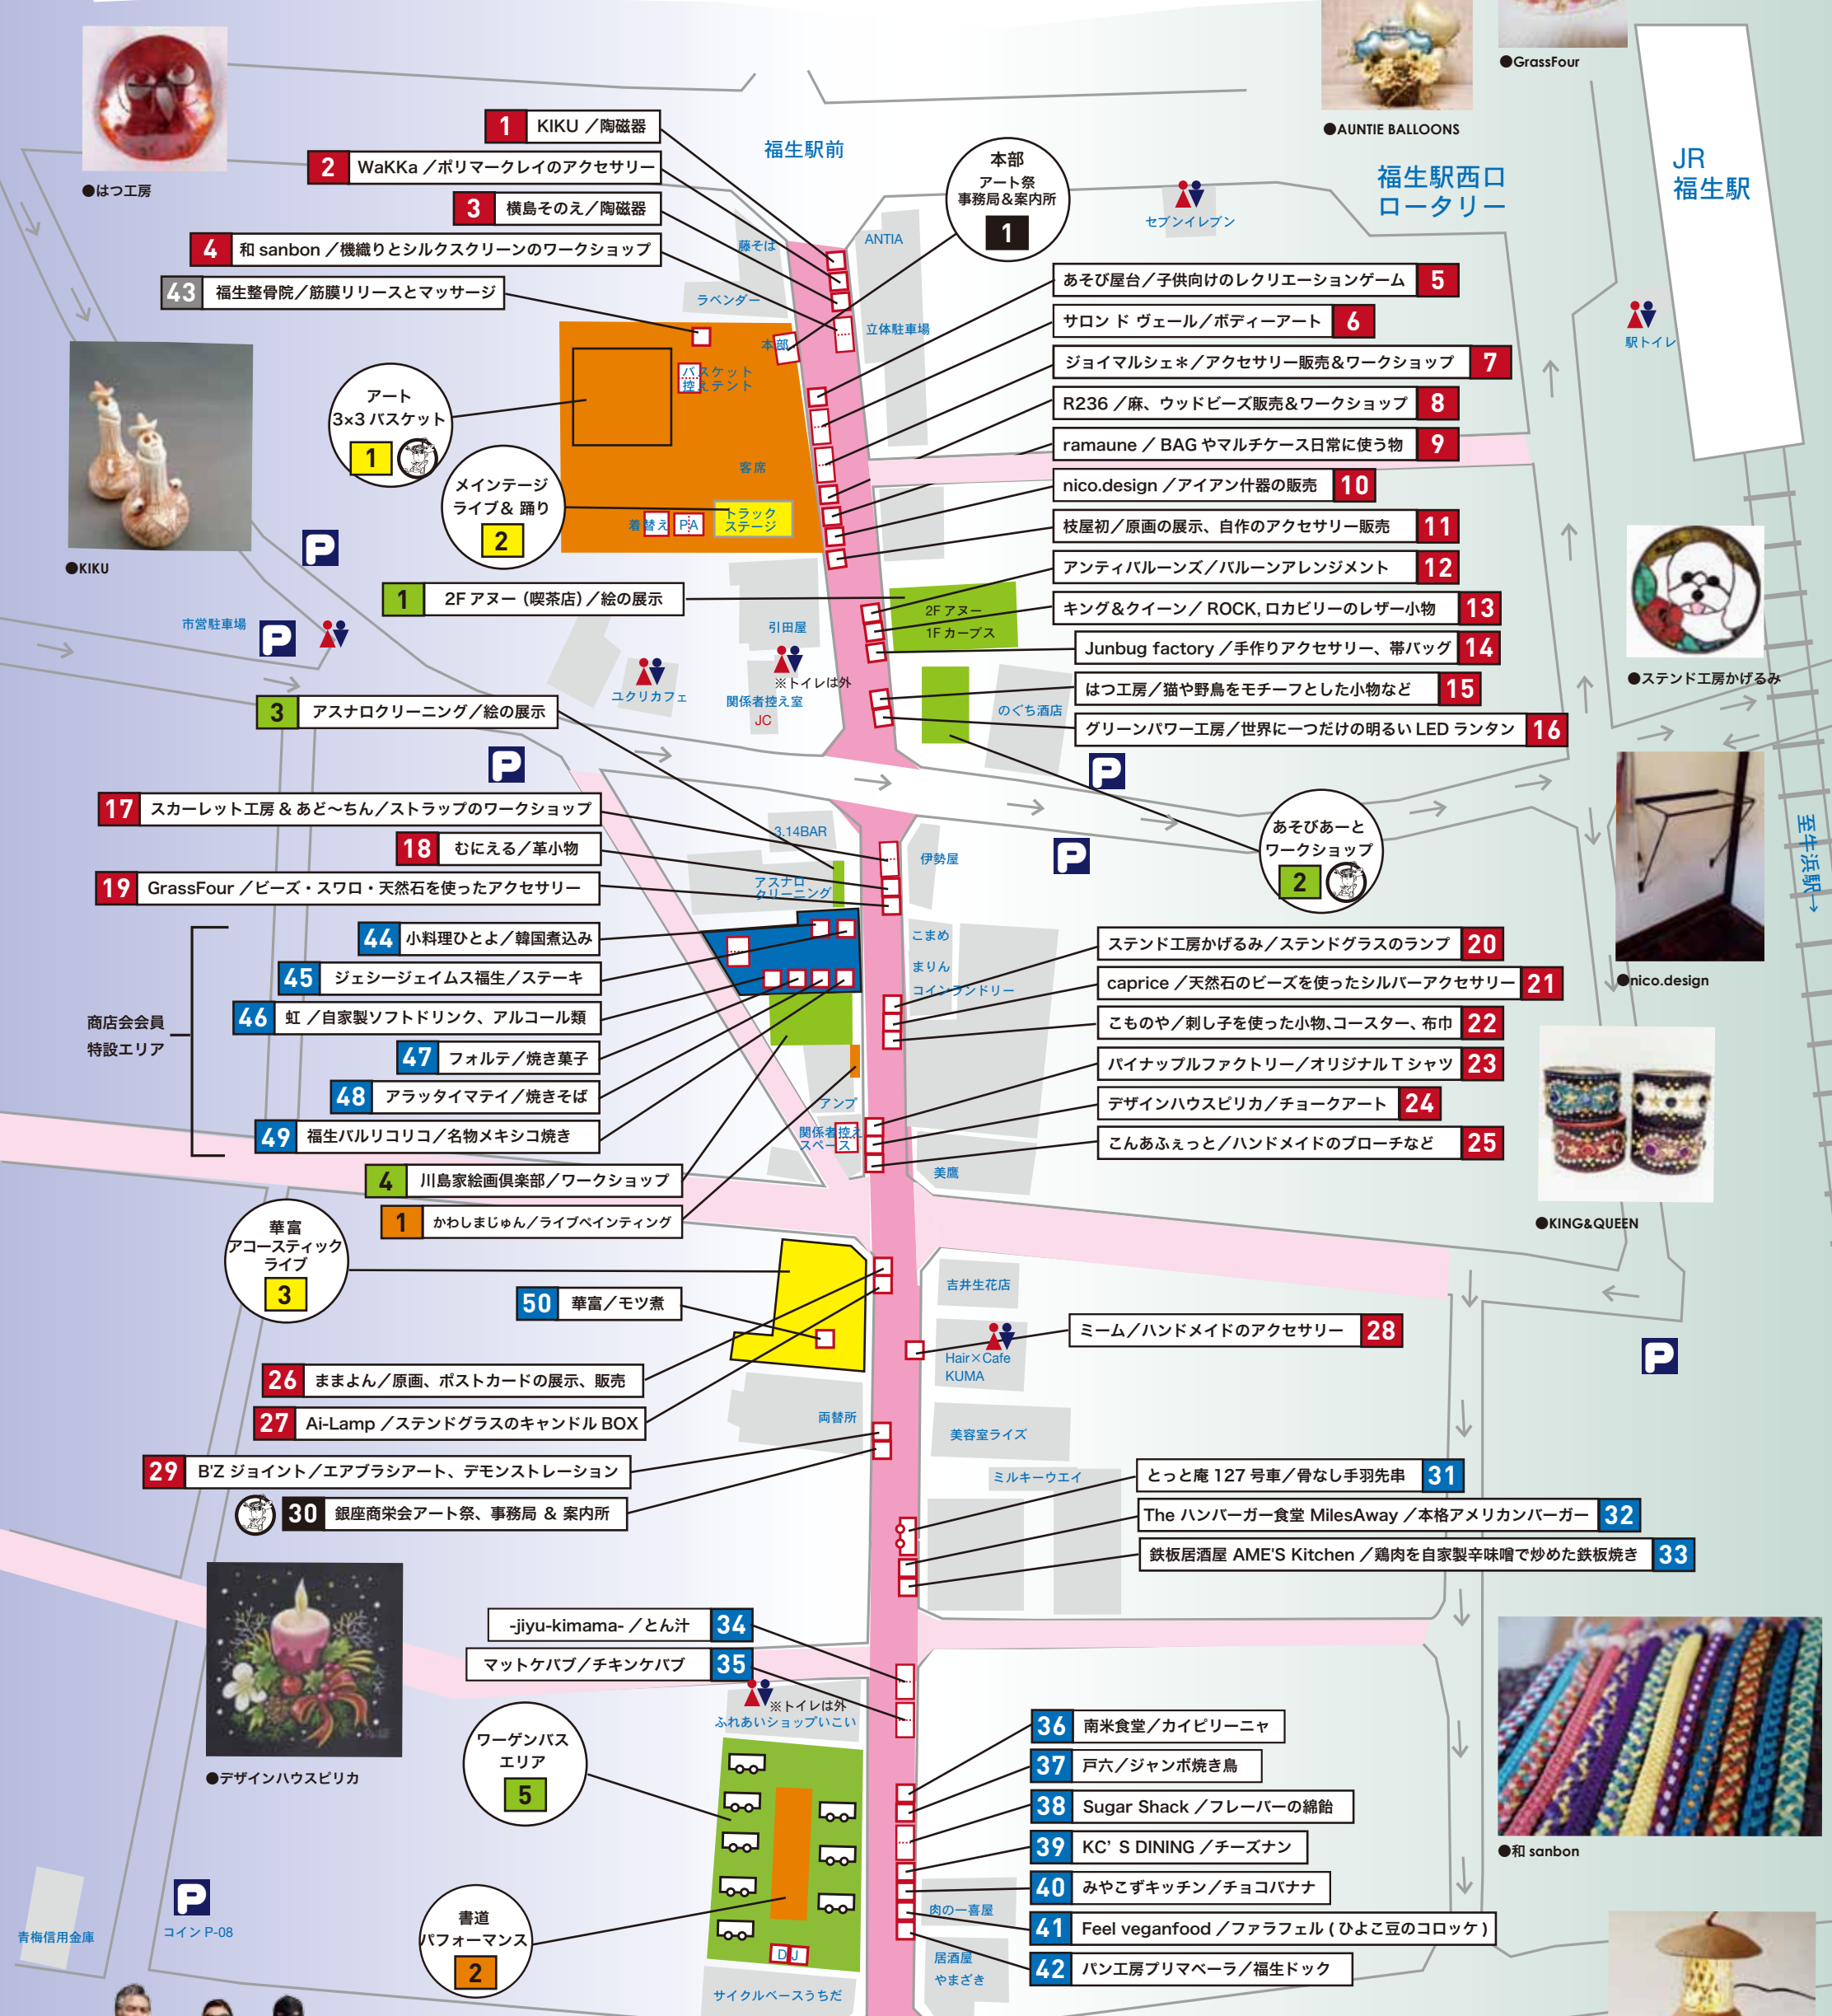 ●はつ工房
●KIKU
●AUNTIE BALLOONS
●GrassFour
福生駅前
福生駅西口
ロータリー
JR
福生駅
1 KIKU／陶磁器
2 WaKKa／ポリマークレイのアクセサリー
3 横島そのえ／陶磁器
4 和 sanbon／機織りとシルクスクリーンのワークショップ
43 福生整骨院／筋膜リリースとマッサージ
本部
アート祭
事務局&案内所
1
セブンイレブン
駅トイレ
藤そば
ANTIA
ラベンダー
立体駐車場
本部
バスケット
控えテント
アート
3×3 バスケット
1
メインテージ
ライブ& 踊り
2
客席
着替え
PA
トラック
ステージ
あそび屋台／子供向けのレクリエーションゲーム 5
サロン ド ヴェール／ボディーアート 6
ジョイマルシェ＊／アクセサリー販売＆ワークショップ 7
R236／麻、ウッドビーズ販売＆ワークショップ 8
ramaune／BAG やマルチケース日常に使う物 9
nico.design／アイアン什器の販売 10
枝屋初／原画の展示、自作のアクセサリー販売 11
アンティバルーンズ／バルーンアレンジメント 12
キング＆クイーン／ROCK, ロカビリーのレザー小物 13
Junbug factory／手作りアクセサリー、帯バッグ 14
はつ工房／猫や野鳥をモチーフとした小物など 15
グリーンパワー工房／世界に一つだけの明るい LED ランタン 16
P
1 2F アヌー（喫茶店）／絵の展示
2F アヌー
1F カーブス
市営駐車場
P
引田屋
※トイレは外
ユクリカフェ
関係者控え室
JC
のぐち酒店
●ステンド工房かげるみ
3 アスナロクリーニング／絵の展示
P
P
P
あそびあーと
ワークショップ
2
至牛浜駅→
●nico.design
17 スカーレット工房 & あど〜ちん／ストラップのワークショップ
18 むにえる／革小物
19 GrassFour／ビーズ・スワロ・天然石を使ったアクセサリー
3.14BAR
伊勢屋
アスナロ
クリーニング
こまめ
まりん
コインランドリー
商店会会員
特設エリア
44 小料理ひとよ／韓国煮込み
45 ジェシージェイムス福生／ステーキ
46 虹／自家製ソフトドリンク、アルコール類
47 フォルテ／焼き菓子
48 アラッタイマテイ／焼きそば
49 福生バルリコリコ／名物メキシコ焼き
4 川島家絵画倶楽部／ワークショップ
1 かわしまじゅん／ライブペインティング
アンプ
関係者控え
スペース
美鷹
ステンド工房かげるみ／ステンドグラスのランプ 20
caprice／天然石のビーズを使ったシルバーアクセサリー 21
こものや／刺し子を使った小物、コースター、布巾 22
パイナップルファクトリー／オリジナル T シャツ 23
デザインハウスピリカ／チョークアート 24
こんあふぇっと／ハンドメイドのブローチなど 25
●KING&QUEEN
華富
アコースティック
ライブ
3
50 華富／モツ煮
26 ままよん／原画、ポストカードの展示、販売
27 Ai-Lamp／ステンドグラスのキャンドル BOX
29 B'Z ジョイント／エアブラシアート、デモンストレーション
30 銀座商栄会アート祭、事務局 ＆ 案内所
吉井生花店
Hair×Cafe
KUMA
ミーム／ハンドメイドのアクセサリー 28
P
両替所
美容室ライズ
ミルキーウエイ
とっと庵 127 号車／骨なし手羽先串 31
The ハンバーガー食堂 MilesAway／本格アメリカンバーガー 32
鉄板居酒屋 AME'S Kitchen／鶏肉を自家製辛味噌で炒めた鉄板焼き 33
●デザインハウスピリカ
-jiyu-kimama-／とん汁 34
マットケバブ／チキンケバブ 35
※トイレは外
ふれあいショップいこい
ワーゲンバス
エリア
5
書道
パフォーマンス
2
DJ
サイクルベースうちだ
36 南米食堂／カイピリーニャ
37 戸六／ジャンボ焼き鳥
38 Sugar Shack／フレーバーの綿飴
39 KC' S DINING／チーズナン
40 みやこずキッチン／チョコバナナ
41 Feel veganfood／ファラフェル ( ひよこ豆のコロッケ )
42 パン工房プリマベーラ／福生ドック
肉の一喜屋
居酒屋
やまざき
●和 sanbon
P
コイン P-08
青梅信用金庫